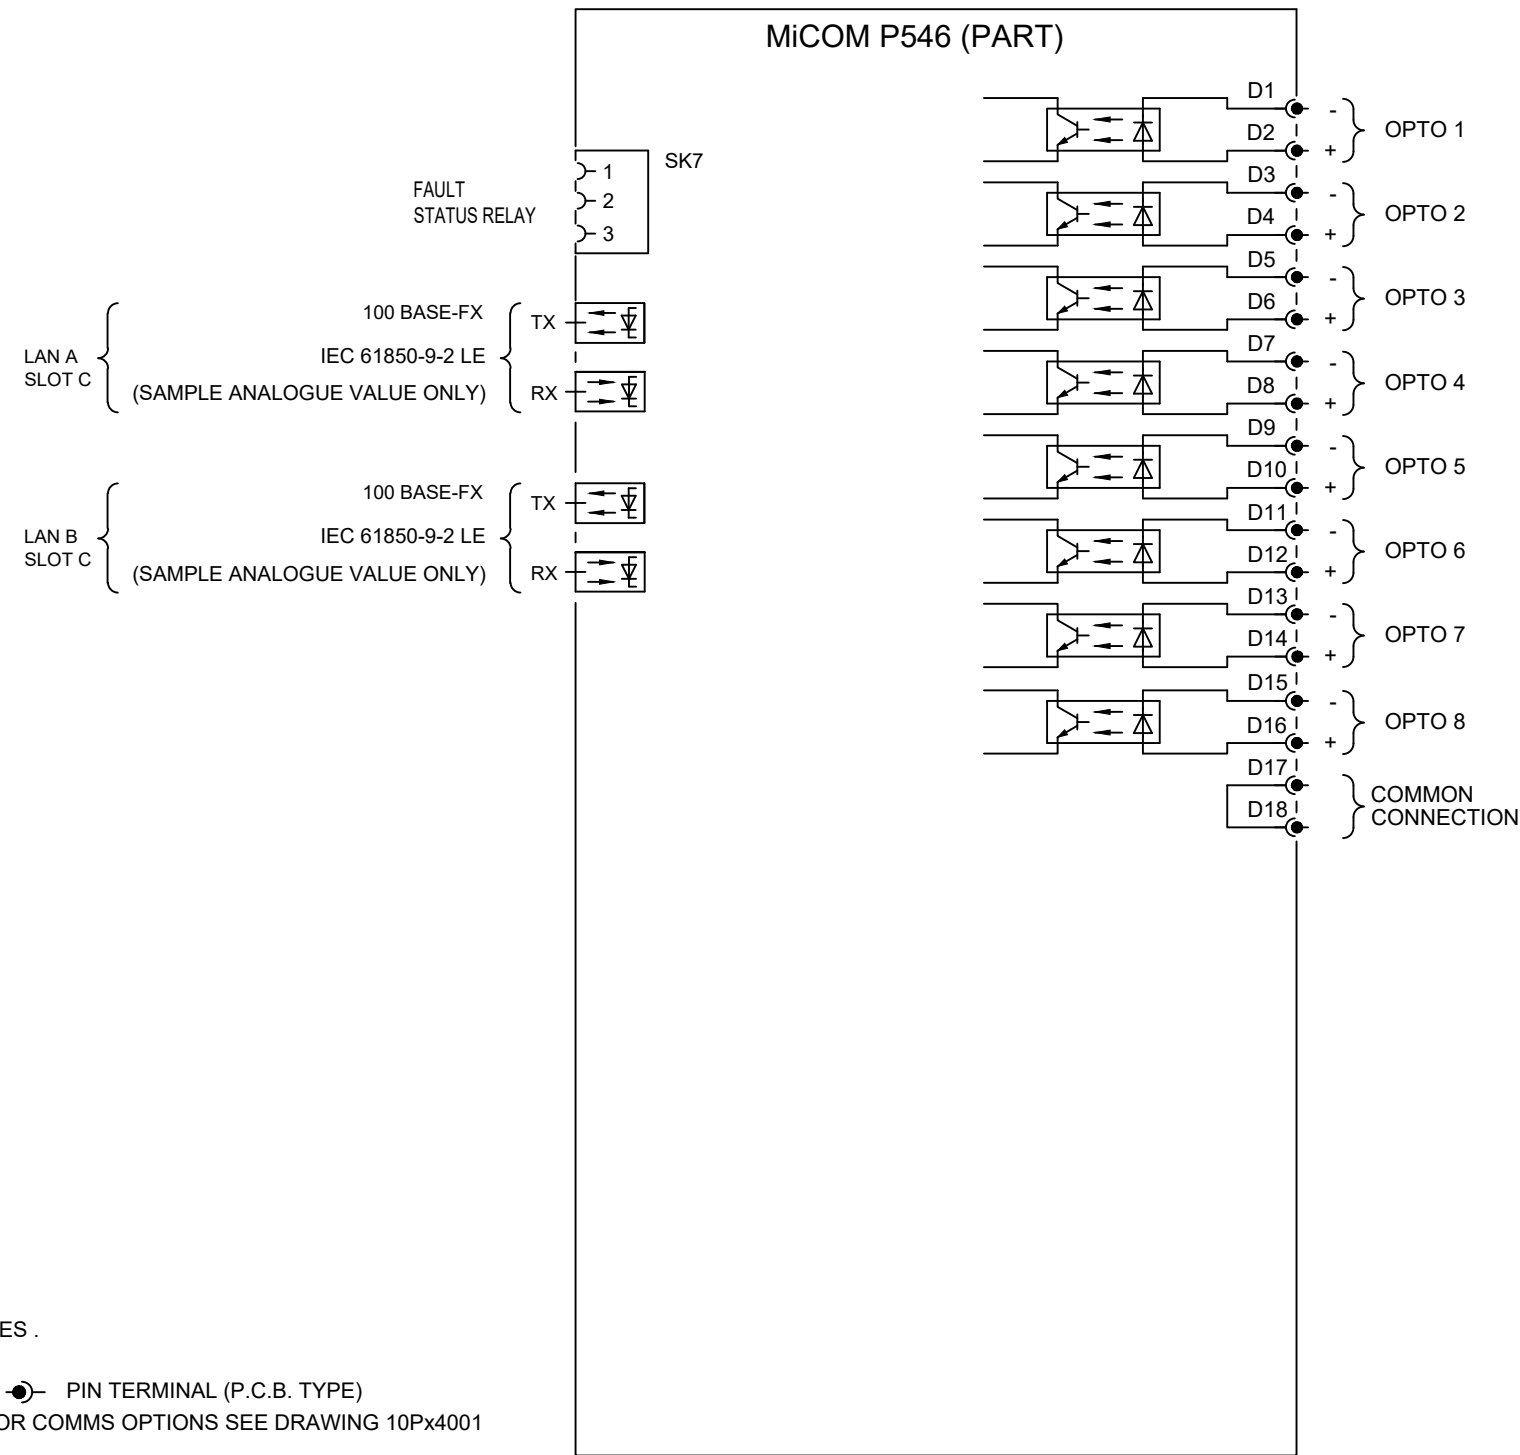 MiCOM P546 (PART)
FAULT
STATUS RELAY
SK7
1
2
3
LAN A
SLOT C
100 BASE-FX
IEC 61850-9-2 LE
(SAMPLE ANALOGUE VALUE ONLY)
TX
RX
LAN B
SLOT C
100 BASE-FX
IEC 61850-9-2 LE
(SAMPLE ANALOGUE VALUE ONLY)
TX
RX
D1 -
D2 +
OPTO 1
D3 -
D4 +
OPTO 2
D5 -
D6 +
OPTO 3
D7 -
D8 +
OPTO 4
D9 -
D10 +
OPTO 5
D11 -
D12 +
OPTO 6
D13 -
D14 +
OPTO 7
D15 -
D16 +
OPTO 8
D17
D18
COMMON
CONNECTION
ES .
PIN TERMINAL (P.C.B. TYPE)
OR COMMS OPTIONS SEE DRAWING 10Px4001